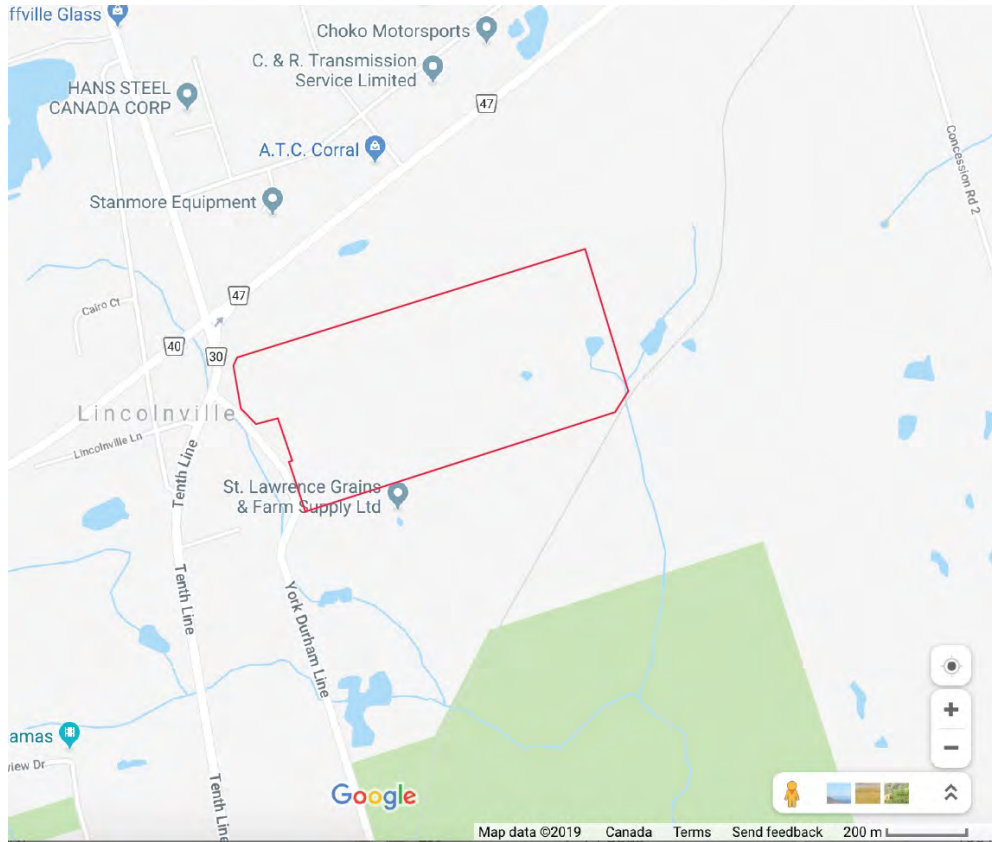 ffville Glass
Choko Motorsports
C. & R. Transmission
Service Limited
HANS STEEL
CANADA CORP
47
A.T.C. Corral
Concession Rd 2
Stanmore Equipment
47
Cairo Ct
40
30
Lincolnville
Lincolnville Ln
Tenth Line
St. Lawrence Grains
& Farm Supply Ltd
Tenth Line
York Durham Line
amas
view Dr
Tenth Line
Google
Map data ©2019 Canada Terms Send feedback 200 m